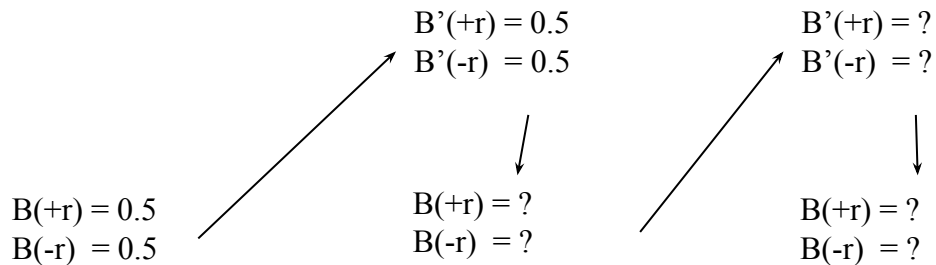 B’(+r) = 0.5
B’(-r) = 0.5
B’(+r) = ?
B’(-r) = ?
B(+r) = 0.5
B(-r) = 0.5
B(+r) = ?
B(-r) = ?
B(+r) = ?
B(-r) = ?